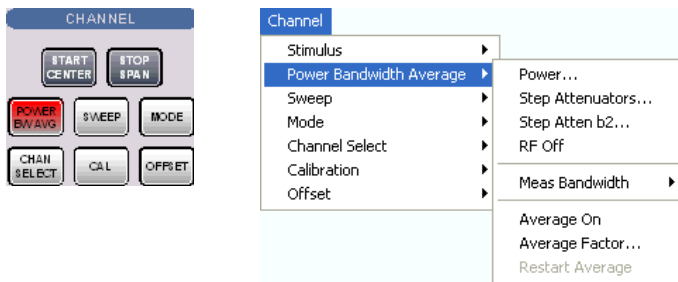 CHANNEL
START CENTER
STOP SPAN
POWER BW AVG
SWEEP
MODE
CHAN SELECT
CAL
OFFSET
Channel
Stimulus
Power Bandwidth Average
Sweep
Mode
Channel Select
Calibration
Offset
Power...
Step Attenuators...
Step Atten b2...
RF Off
Meas Bandwidth
Average On
Average Factor...
Restart Average